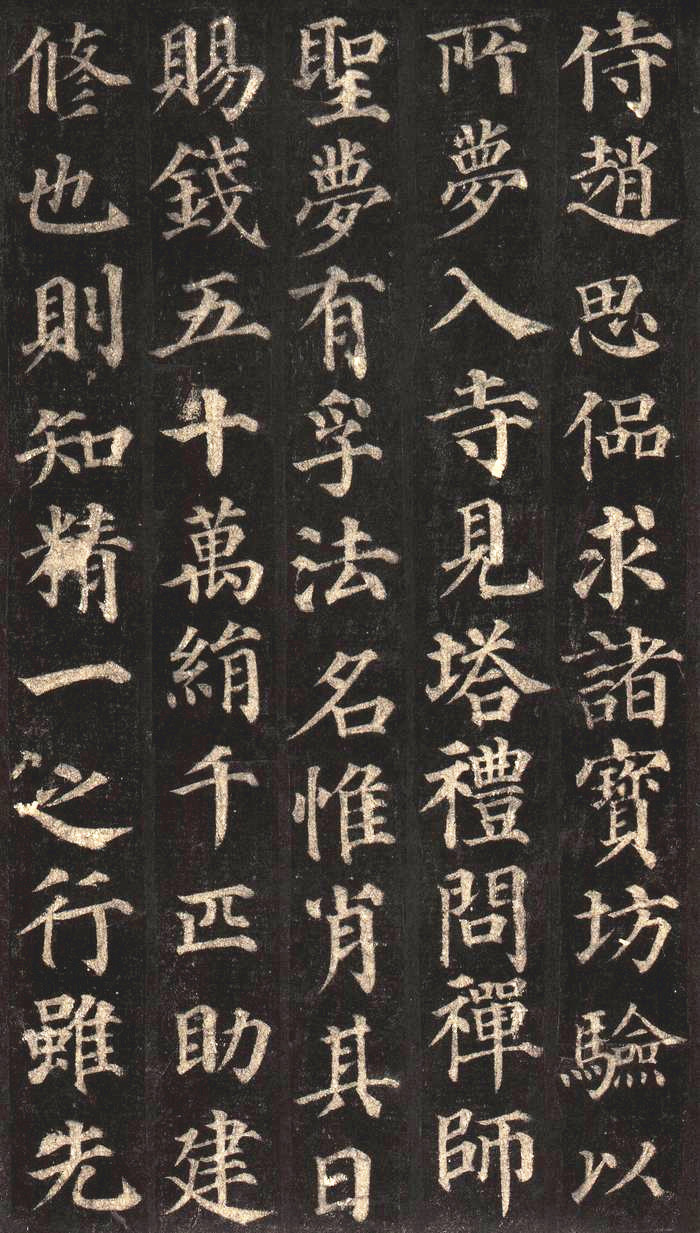 侍趙思偘求諸寶坊驗以
所夢入寺見塔禮問禪師
聖夢有孚法名惟肖其日
賜錢五十萬絹千匹助建
修也則知精一之行雖先